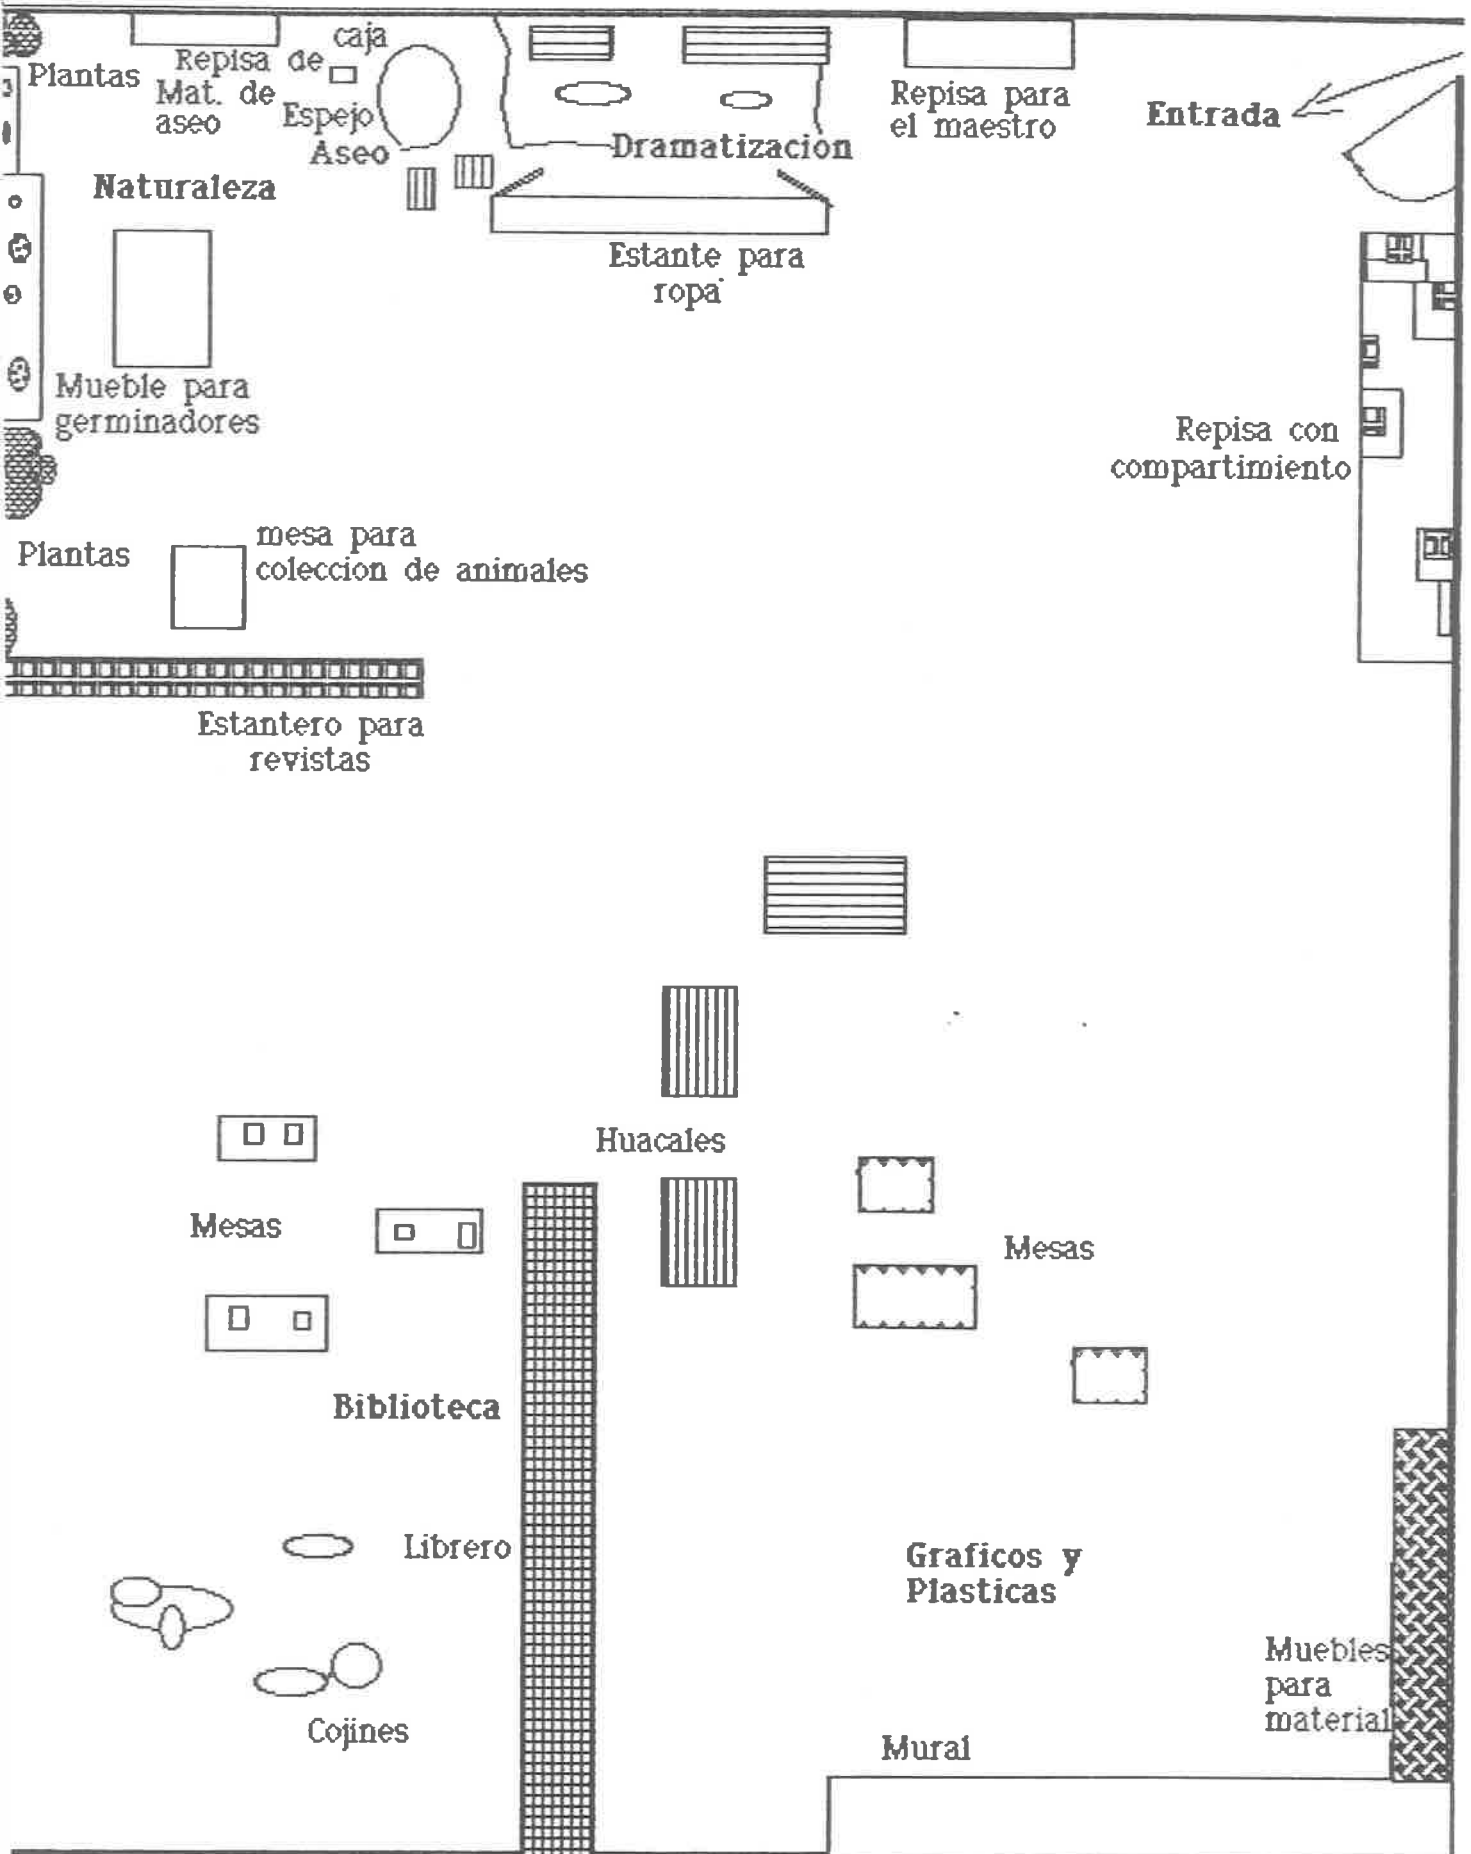 caja
Plantas
Repisa de
Mat. de
aseo
Espejo
Aseo
Dramatizacion
Repisa para
el maestro
Entrada
Naturaleza
Estante para
ropa
Mueble para
germinadores
Repisa con
compartimiento
Plantas
mesa para
coleccion de animales
Estantero para
revistas
Huacales
Mesas
Mesas
Biblioteca
Librero
Graficos y
Plasticas
Muebles
para
material
Cojines
Mural